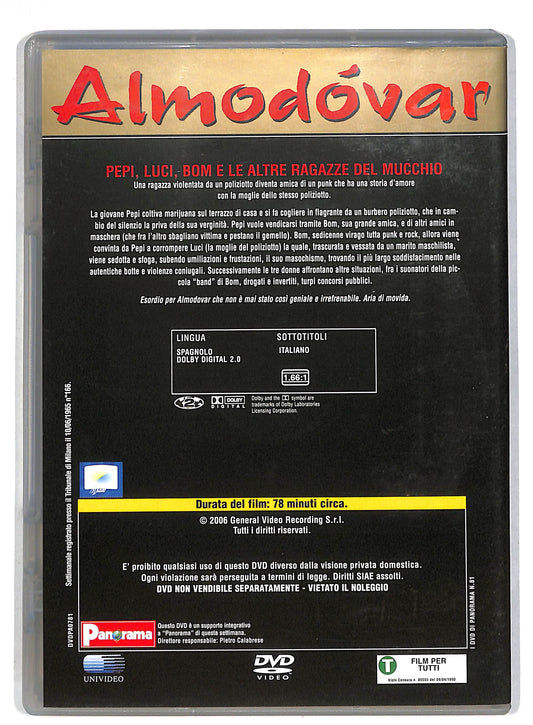 Almodóvar
PEPI, LUCI, BOM E LE ALTRE RAGAZZE DEL MUCCHIO
Una ragazza violentata da un poliziotto diventa amica di un punk che ha una storia d'amore
con la moglie dello stesso poliziotto.
La giovane Pepi coltiva marijuana sul terrazzo di casa e si fa cogliere in flagrante da un burbero poliziotto, che in cam-
bio del silenzio la priva della sua verginità. Pepi vuole vendicarsi tramite Bom, sua grande amica, e di altri amici in
maschera (che fra l'altro sbagliano vittima e pestano il gemello). Bom, sedicenne virago tutta punk e rock, allora viene
convinta da Pepi a corrompere Luci (la moglie del poliziotto) la quale, trascurata e vessata da un marito maschilista,
viene sedotta e sfoga, subendo umiliazioni e frustazioni, il suo masochismo, trovando il più largo soddisfacimento nelle
autentiche botte e violenze coniugali. Successivamente le tre donne affrontano altre situazioni, fra i suonatori della pic-
cola "band" di Bom, drogati e invertiti, turpi concorsi pubblici.
Esordio per Almodovar che non è mai stato così geniale e irrefrenabile. Aria di movida.
LINGUA SOTTOTITOLI
SPAGNOLO ITALIANO
DOLBY DIGITAL 2.0
1.66:1
2
DOLBY
DIGITAL
Dolby and the DD symbol are
trademarks of Dolby Laboratories
Licensing Corporation.
Settimanale registrato presso il Tribunale di Milano il 10/06/1965 n°166.
DVDPA0781
Durata del film: 78 minuti circa.
© 2006 General Video Recording S.r.l.
Tutti i diritti riservati.
E' proibito qualsiasi uso di questo DVD diverso dalla visione privata domestica.
Ogni violazione sarà perseguita a termini di legge. Diritti SIAE assolti.
DVD NON VENDIBILE SEPARATAMENTE - VIETATO IL NOLEGGIO
Panorama
Questo DVD è un supporto integrativo
a "Panorama" di questa settimana.
Direttore responsabile: Pietro Calabrese
I DVD DI PANORAMA N.81
UNIVIDEO
DVD
VIDEO
T
FILM PER
TUTTI